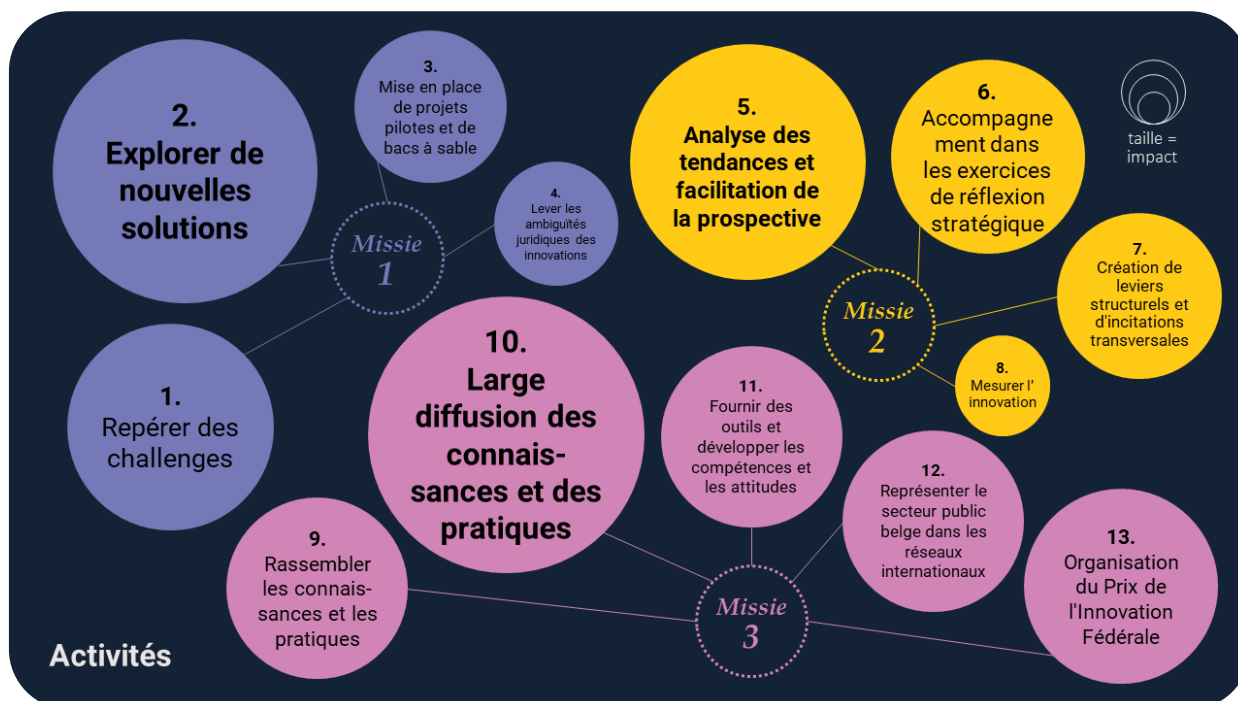 2.
Explorer de
nouvelles
solutions
3.
Mise en place
de projets
pilotes et de
bacs à sable
4.
Lever les
ambiguïtés
juridiques des
innovations
Missie
1
1.
Repérer des
challenges
5.
Analyse des
tendances et
facilitation de
la prospective
6.
Accompagne
ment dans
les exercices
de réflexion
stratégique
taille =
impact
7.
Création de
leviers
structurels et
d'incitations
transversales
Missie
2
8.
Mesurer l'
innovation
10.
Large
diffusion des
connais-
sances et des
pratiques
11.
Fournir des
outils et
développer les
compétences et
les attitudes
12.
Représenter le
secteur public
belge dans les
réseaux
internationaux
9.
Rassembler
les connais-
sances et les
pratiques
Missie
3
13.
Organisation
du Prix de
l'Innovation
Fédérale
Activités